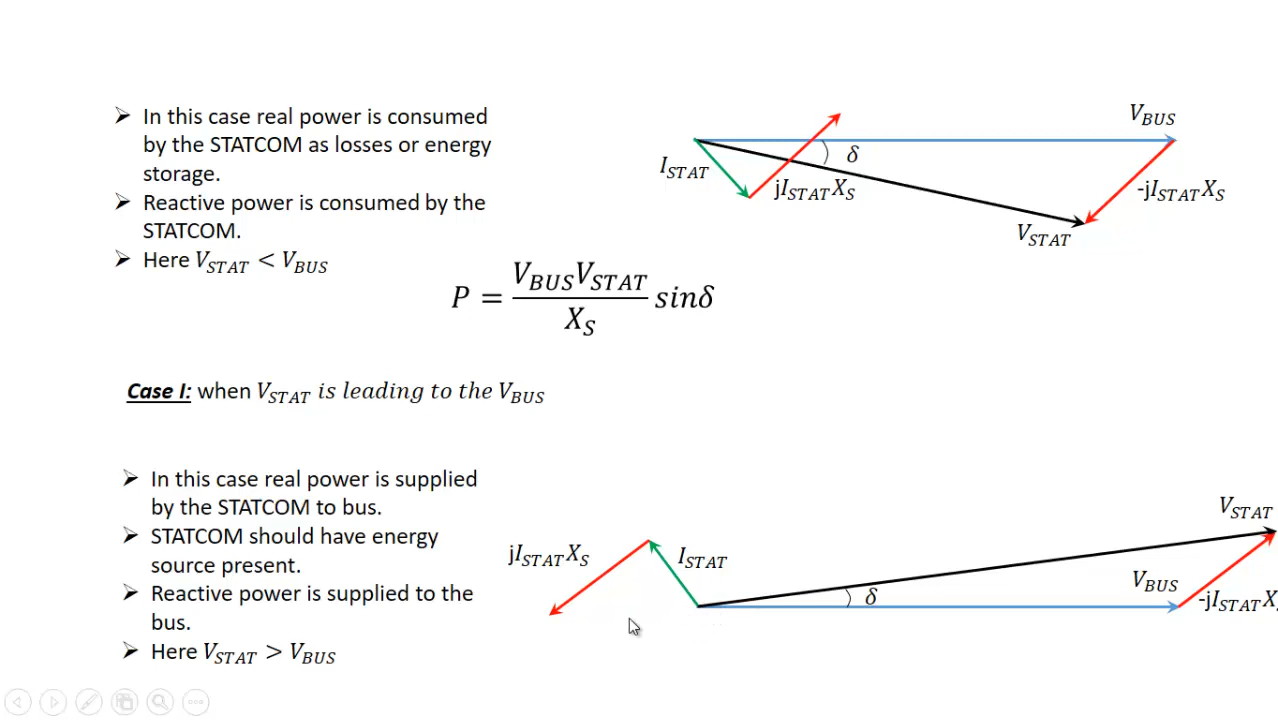 ➢ In this case real power is consumed
by the STATCOM as losses or energy
storage.
➢ Reactive power is consumed by the
STATCOM.
➢ Here V_STAT < V_BUS
V_BUS
I_STAT
δ
jI_STAT X_S
-jI_STAT X_S
V_STAT
P = V_BUS V_STAT / X_S sinδ
Case I: when V_STAT is leading to the V_BUS
➢ In this case real power is supplied
by the STATCOM to bus.
➢ STATCOM should have energy
source present.
➢ Reactive power is supplied to the
bus.
➢ Here V_STAT > V_BUS
V_STAT
jI_STAT X_S
I_STAT
V_BUS
δ
-jI_STAT X